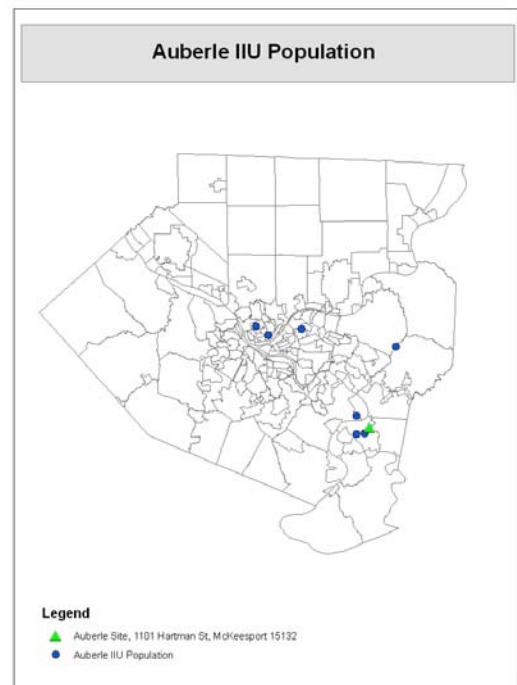 Auberle IIU Population
Legend
Auberle Site, 1101 Hartman St, McKeesport 15132
Auberle IIU Population